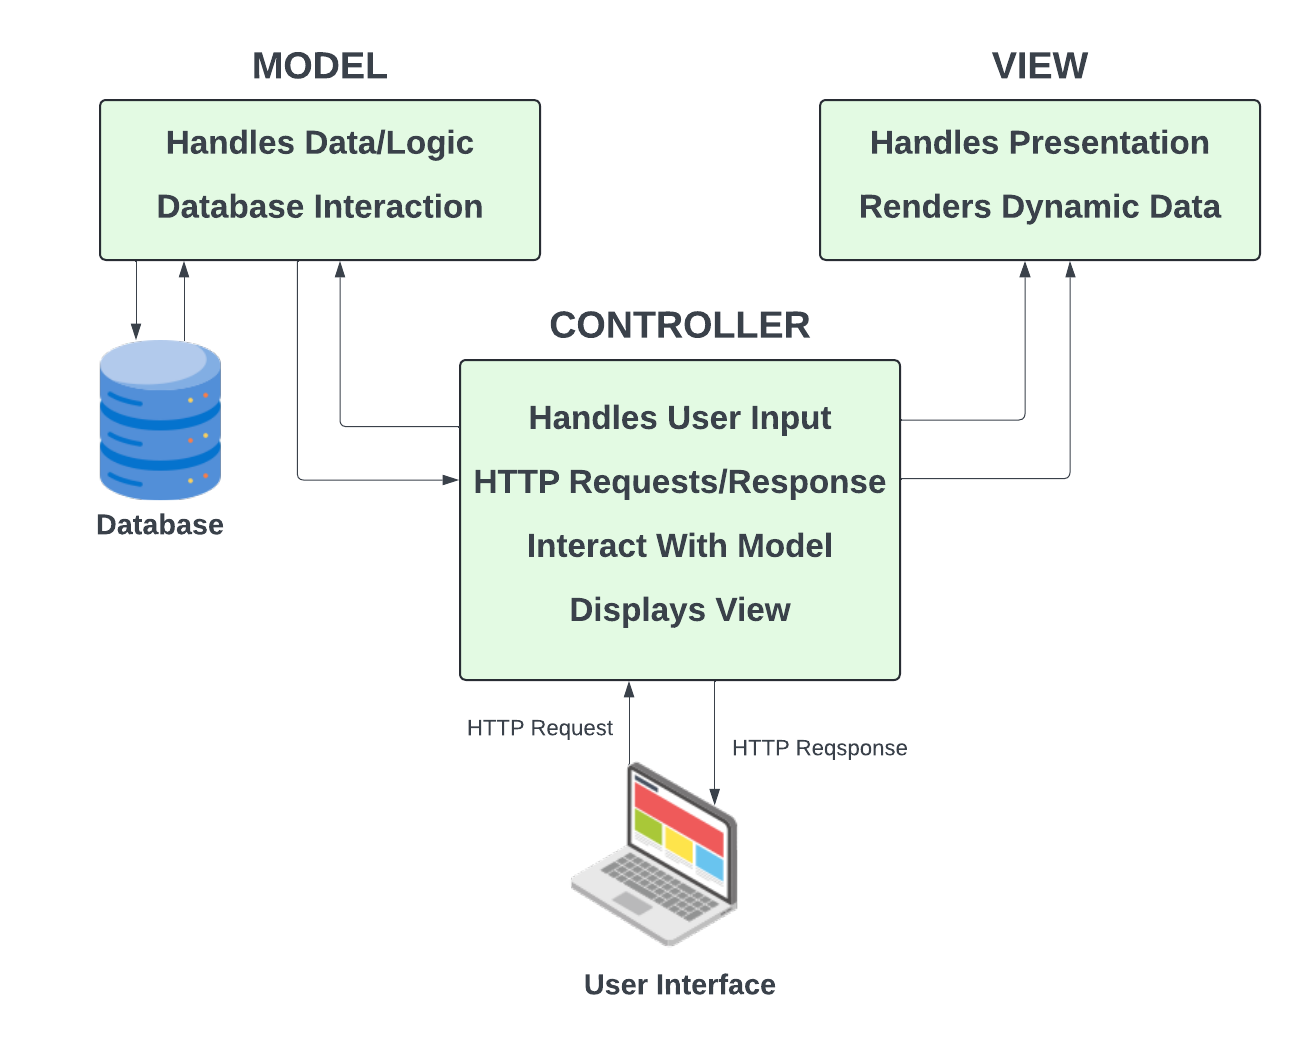 MODEL
Handles Data/Logic
Database Interaction
VIEW
Handles Presentation
Renders Dynamic Data
CONTROLLER
Handles User Input
HTTP Requests/Response
Interact With Model
Displays View
Database
HTTP Request
HTTP Reqsponse
User Interface